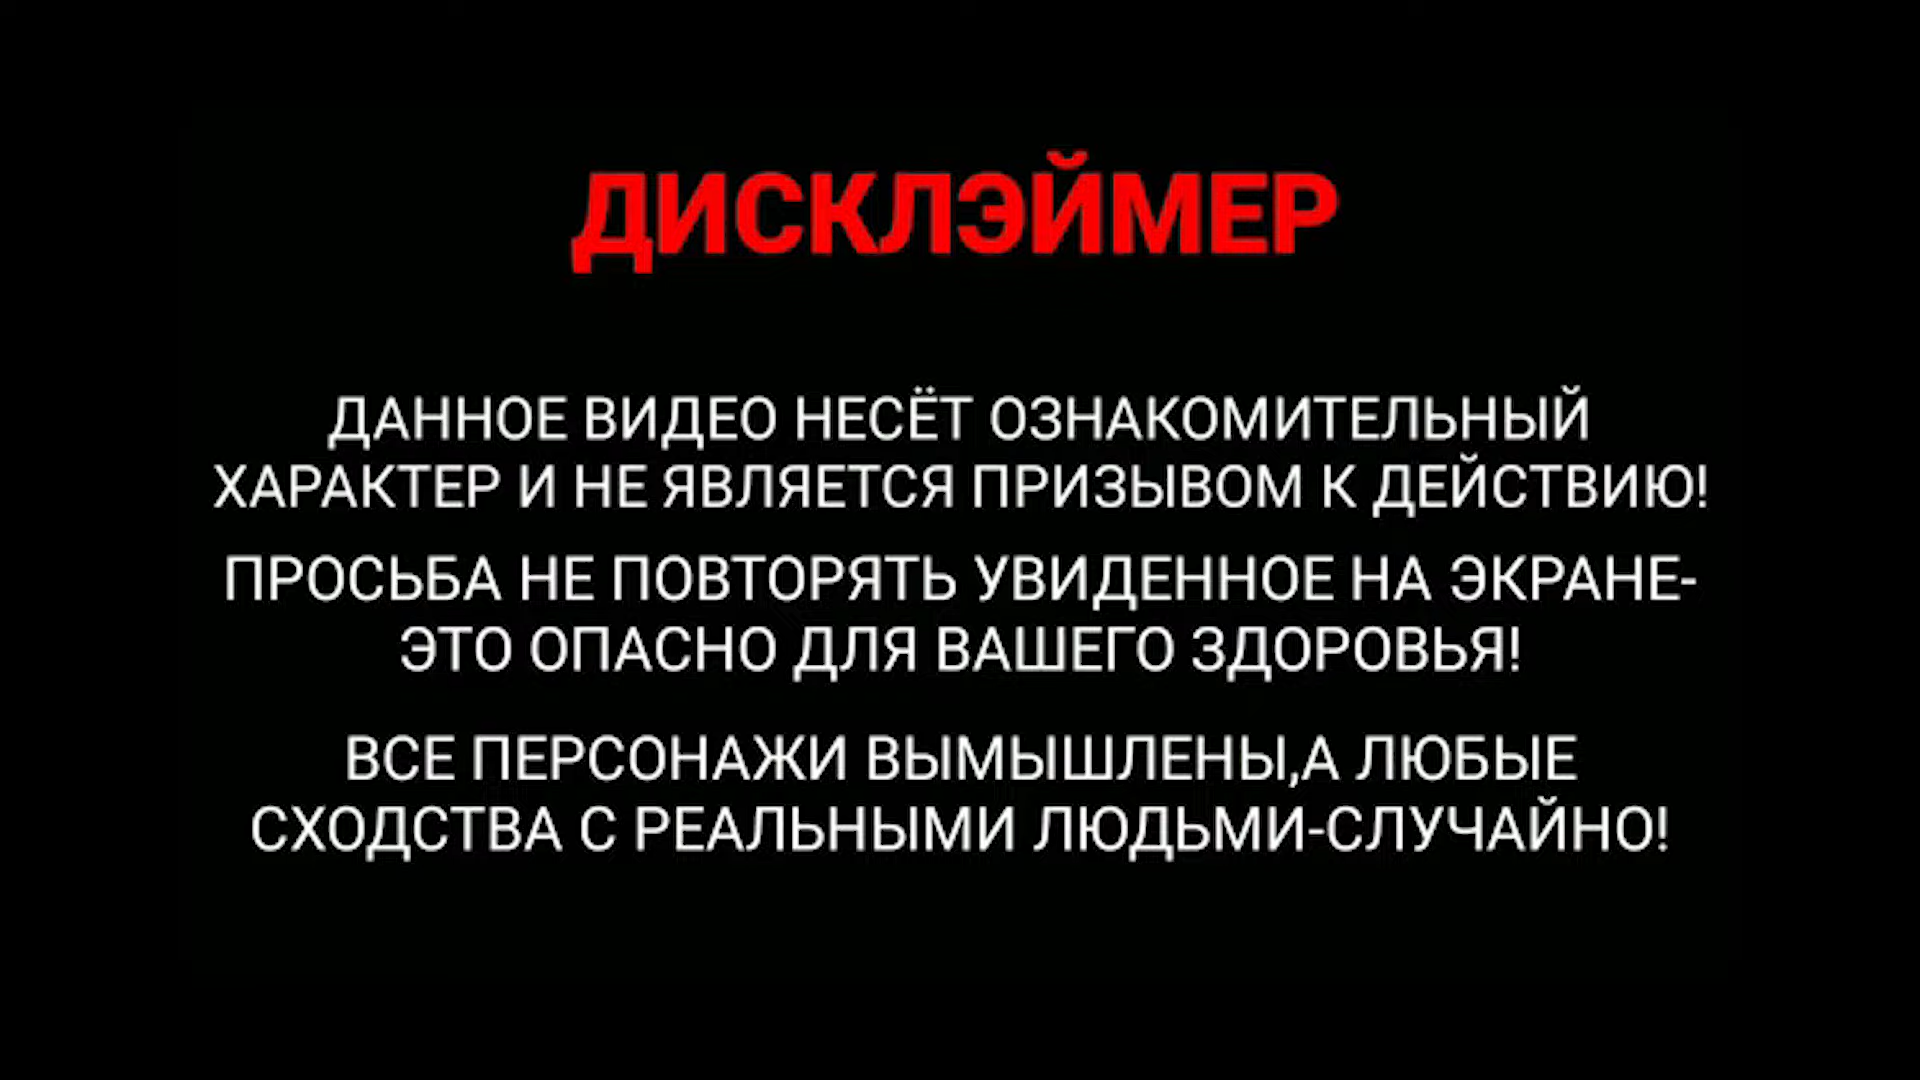 ДИСКЛЭЙМЕР
ДАННОЕ ВИДЕО НЕСЁТ ОЗНАКОМИТЕЛЬНЫЙ
ХАРАКТЕР И НЕ ЯВЛЯЕТСЯ ПРИЗЫВОМ К ДЕЙСТВИЮ!
ПРОСЬБА НЕ ПОВТОРЯТЬ УВИДЕННОЕ НА ЭКРАНЕ-
ЭТО ОПАСНО ДЛЯ ВАШЕГО ЗДОРОВЬЯ!
ВСЕ ПЕРСОНАЖИ ВЫМЫШЛЕНЫ,А ЛЮБЫЕ
СХОДСТВА С РЕАЛЬНЫМИ ЛЮДЬМИ-СЛУЧАЙНО!